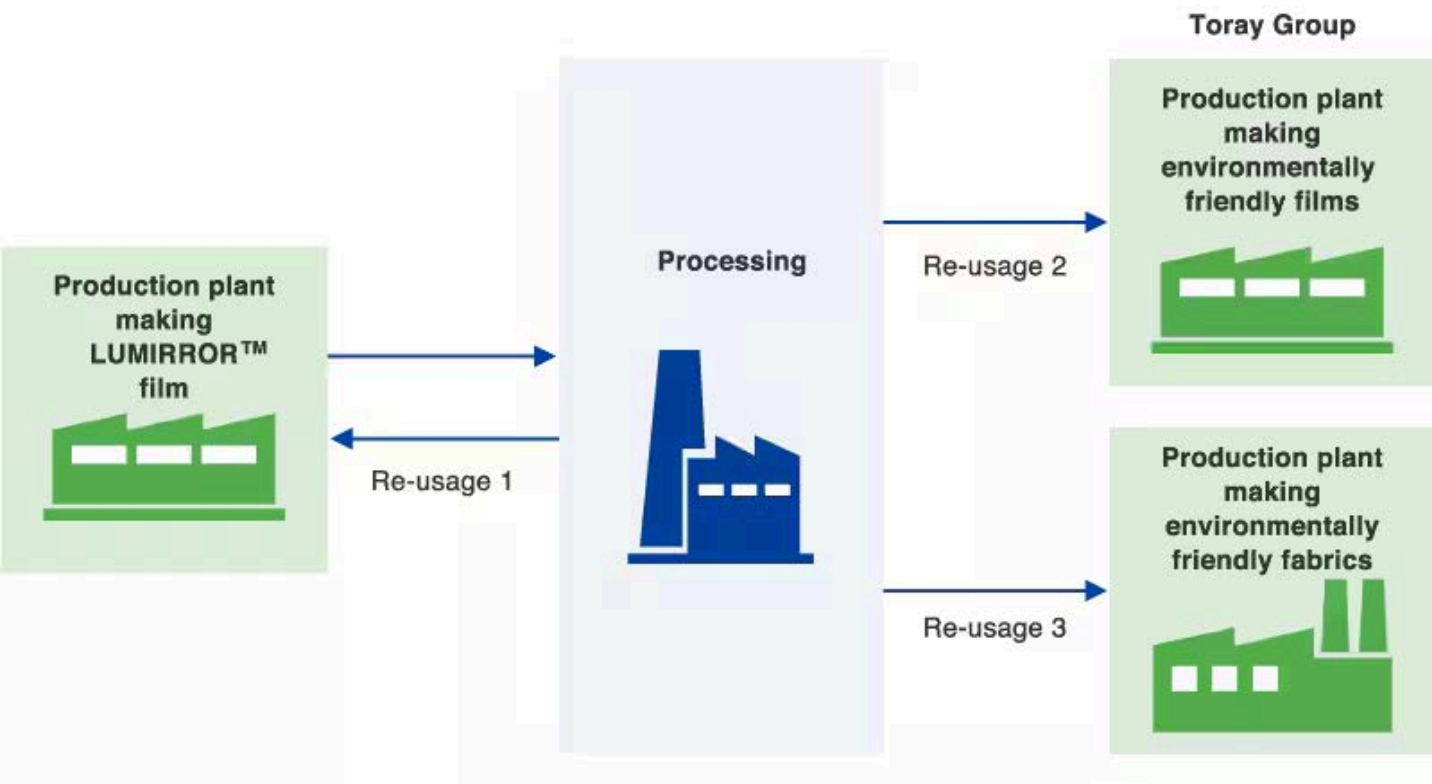 Toray Group
Production plant
making
environmentally
friendly films
Processing
Re-usage 2
Production plant
making
LUMIRROR™
film
Re-usage 1
Production plant
making
environmentally
friendly fabrics
Re-usage 3